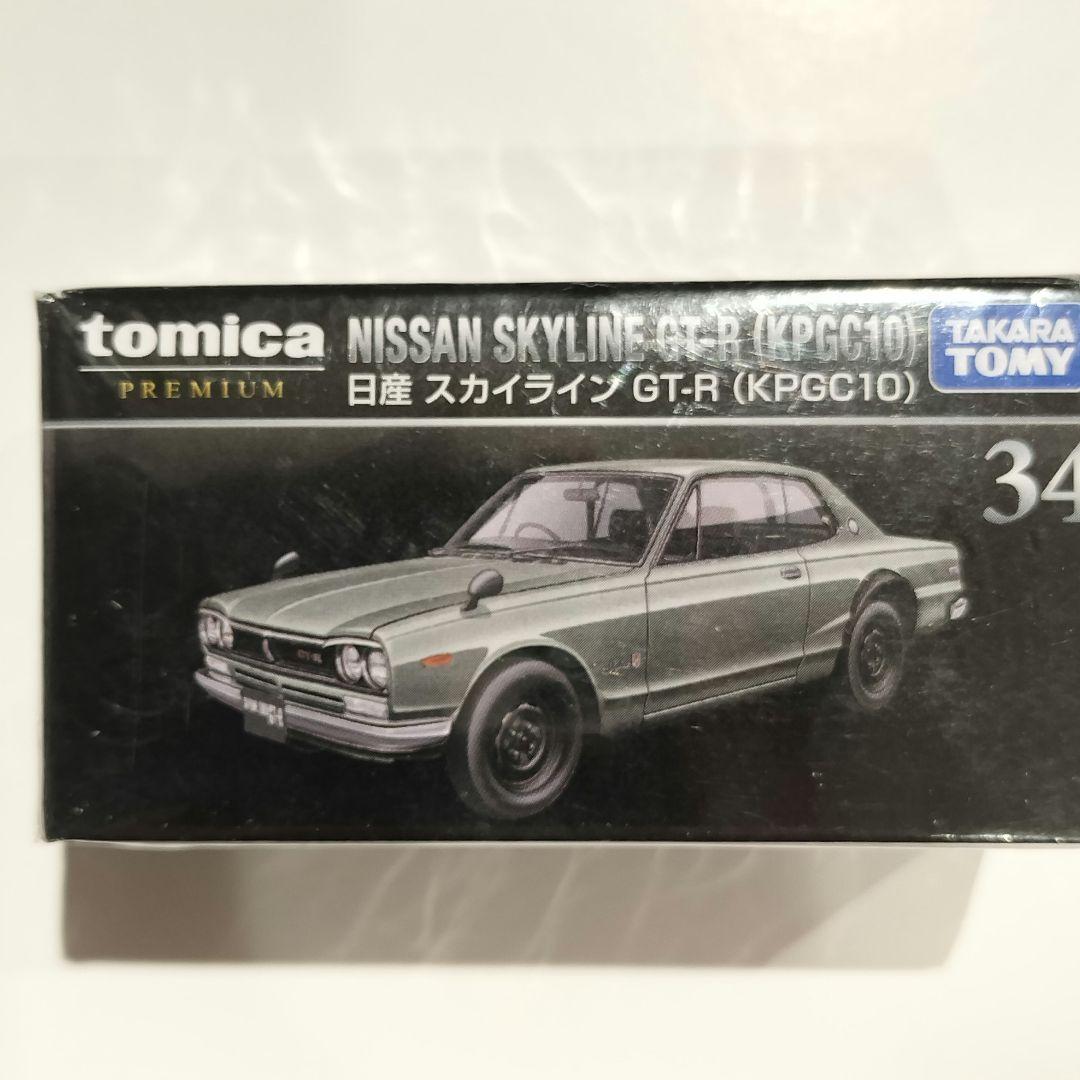 tomica
PREMIUM
NISSAN SKYLINE GT-R (KPGC10)
日産 スカイライン GT-R (KPGC10)
TAKARA
TOMY
34
GT-R